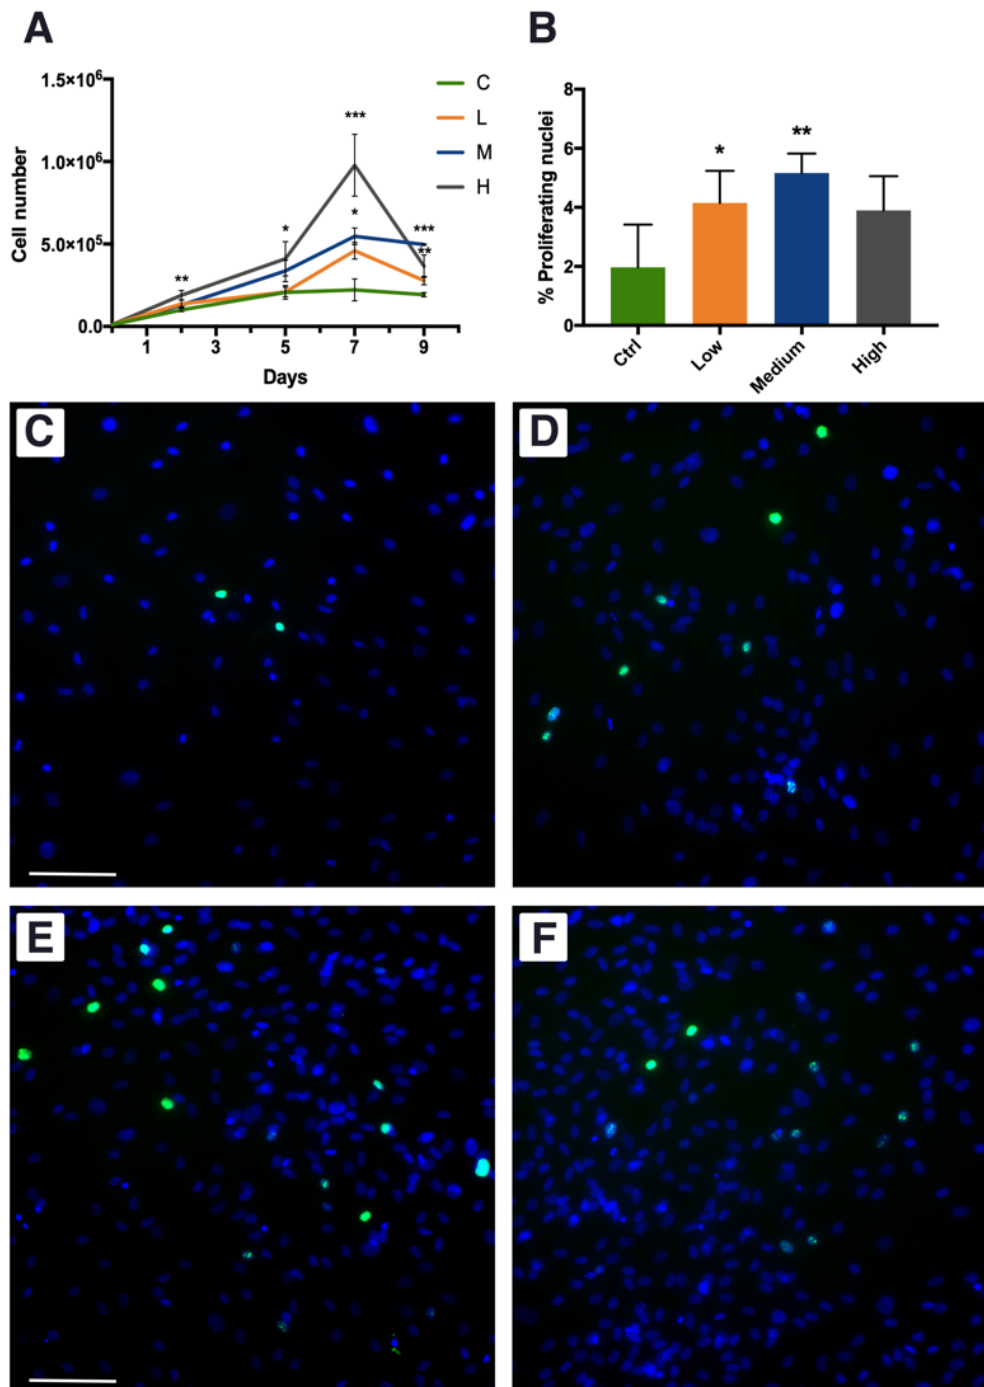 A
Cell number
1.5×10⁶
1.0×10⁶
5.0×10⁵
0.0
1 3 5 7 9
Days
** * *** * *** **
C
L
M
H
B
% Proliferating nuclei
8
6
4
2
0
* **
Ctrl Low Medium High
C
D
E
F